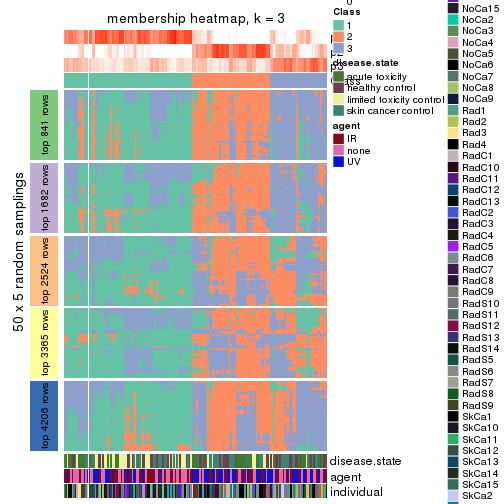 membership heatmap, k = 3
50 x 5 random samplings
top 841 rows
top 1682 rows
top 2524 rows
top 3365 rows
top 4206 rows
disease.state
agent
individual
Class
1
2
3
disease.state
acute toxicity
healthy control
limited toxicity control
skin cancer control
agent
IR
none
UV
NoCa15
NoCa2
NoCa3
NoCa4
NoCa5
NoCa6
NoCa7
NoCa8
NoCa9
Rad1
Rad2
Rad3
Rad4
RadC1
RadC10
RadC11
RadC12
RadC13
RadC2
RadC3
RadC4
RadC5
RadC6
RadC7
RadC8
RadC9
RadS10
RadS11
RadS12
RadS13
RadS14
RadS5
RadS6
RadS7
RadS8
RadS9
SkCa1
SkCa10
SkCa11
SkCa12
SkCa13
SkCa14
SkCa15
SkCa2